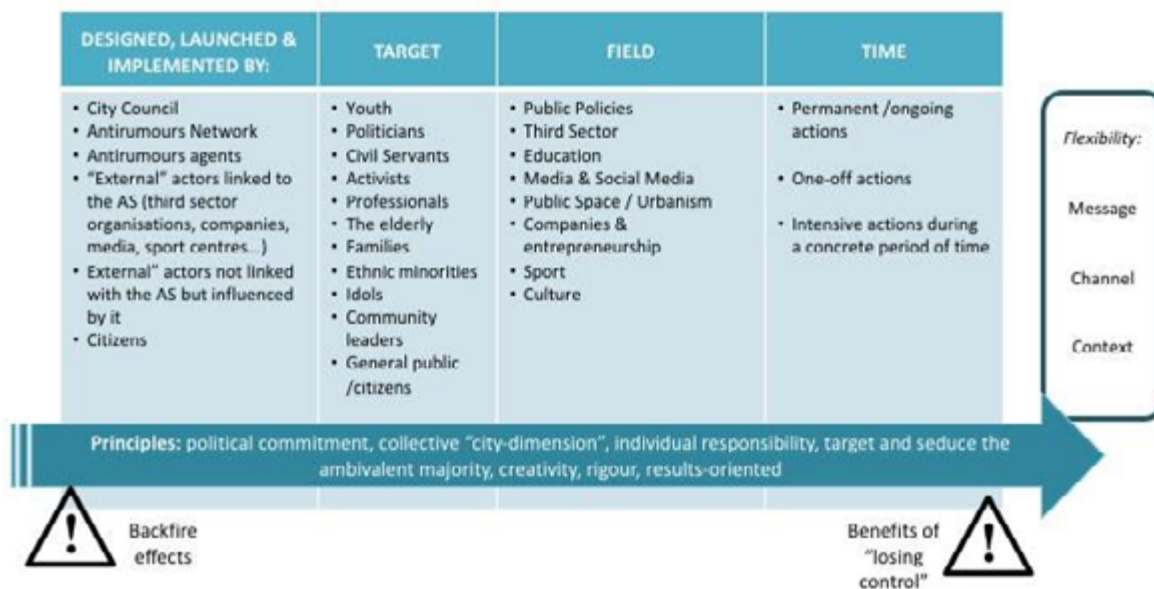 DESIGNED, LAUNCHED &
IMPLEMENTED BY:
TARGET
FIELD
TIME
• City Council
• Antirumours Network
• Antirumours agents
• "External" actors linked to
the AS (third sector
organisations, companies,
media, sport centres...)
• External" actors not linked
with the AS but influenced
by it
• Citizens
• Youth
• Politicians
• Civil Servants
• Activists
• Professionals
• The elderly
• Families
• Ethnic minorities
• Idols
• Community
leaders
• General public
/citizens
• Public Policies
• Third Sector
• Education
• Media & Social Media
• Public Space / Urbanism
• Companies &
entrepreneurship
• Sport
• Culture
• Permanent /ongoing
actions
• One-off actions
• Intensive actions during
a concrete period of time
Flexibility:
Message
Channel
Context
Principles: political commitment, collective "city-dimension", individual responsibility, target and seduce the
ambivalent majority, creativity, rigour, results-oriented
!
Backfire
effects
Benefits of
"losing
control"
!